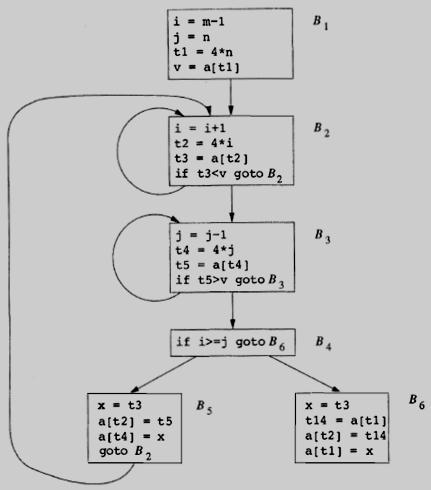 i = m-1
j = n
t1 = 4*n
v = a[t1]
B1
i = i+1
t2 = 4*i
t3 = a[t2]
if t3<v goto B2
B2
j = j-1
t4 = 4*j
t5 = a[t4]
if t5>v goto B3
B3
if i>=j goto B6
B4
x = t3
a[t2] = t5
a[t4] = x
goto B2
B5
x = t3
t14 = a[t1]
a[t2] = t14
a[t1] = x
B6